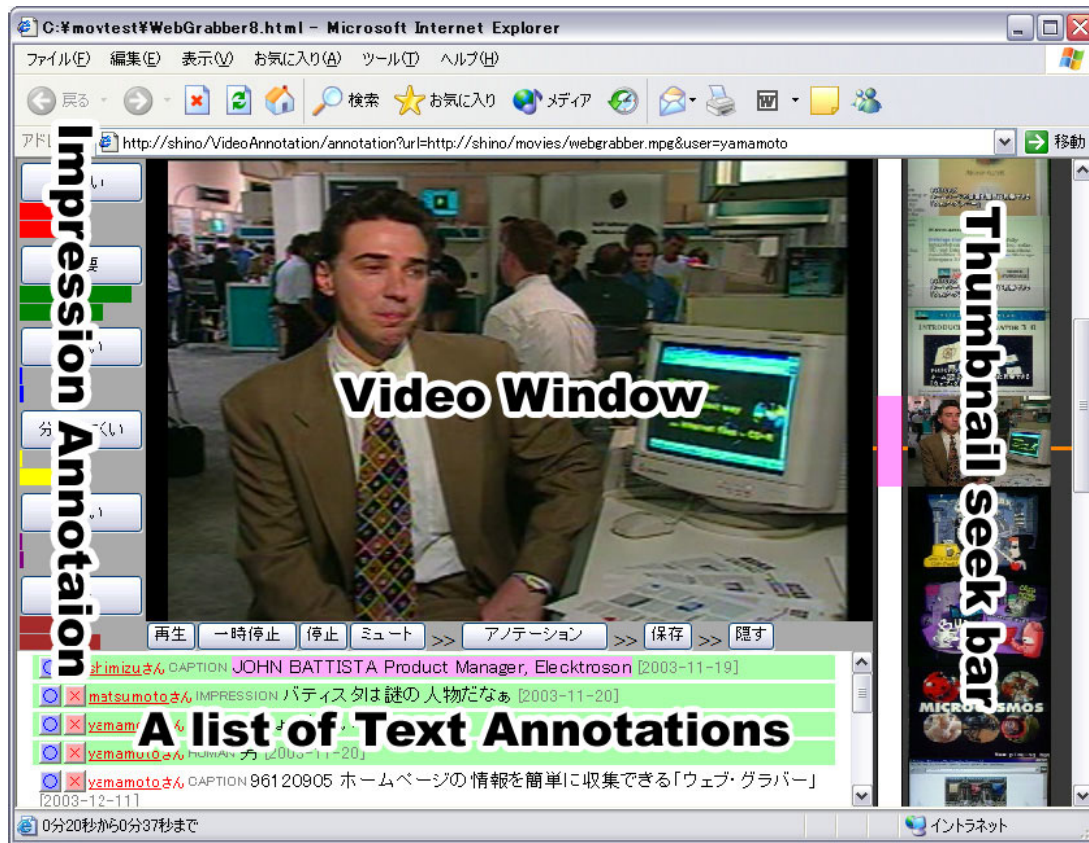 C:¥movtest¥WebGrabber8.html - Microsoft Internet Explorer
ファイル(F) 編集(E) 表示(V) お気に入り(A) ツール(T) ヘルプ(H)
戻る 検索 お気に入り メディア
http://shino/VideoAnnotation/annotation?url=http://shino/movies/webgrabber.mpg&user=yamamoto 移動
Impression Annotaion
Video Window
Thumbnail seek bar
MICROCOSMOS
再生 一時停止 停止 ミュート >> アノテーション >> 保存 >> 隠す
shimizuさん CAPTION JOHN BATTISTA Product Manager, Elecktroson [2003-11-19]
matsumotoさん IMPRESSION バティスタは謎の人物だなぁ [2003-11-20]
A list of Text Annotations
yamamotoさん HUMAN 男 [2003-11-20]
yamamotoさん CAPTION 96120905 ホームページの情報を簡単に収集できる「ウェブ・グラバー」
[2003-12-11]
0分20秒から0分37秒まで イントラネット